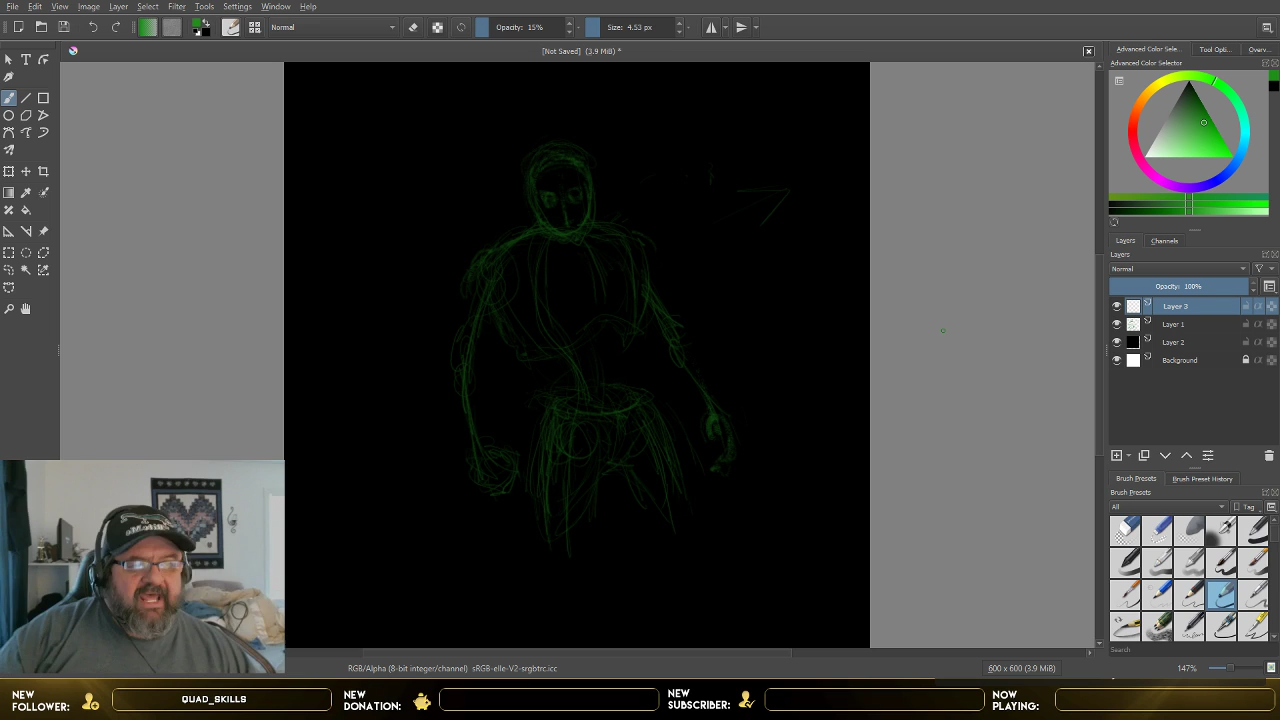 File Edit View Image Layer Select Filter Tools Settings Window Help
Normal
Opacity: 15%
Size: 4.53 px
[Not Saved] (3.9 MiB) *
Advanced Color Sele... Tool Opti... Overv...
Advanced Color Selector
Layers Channels
Layers
Normal
Opacity: 100%
Layer 3
Layer 1
Layer 2
Background
Brush Presets Brush Preset History
Brush Presets
All
Tag
Search
RGB/Alpha (8-bit integer/channel) sRGB-elle-V2-srgbtrc.icc
600 x 600 (3.9 MiB)
147%
NEW FOLLOWER:
QUAD_SKILLS
NEW DONATION:
NEW SUBSCRIBER:
NOW PLAYING: